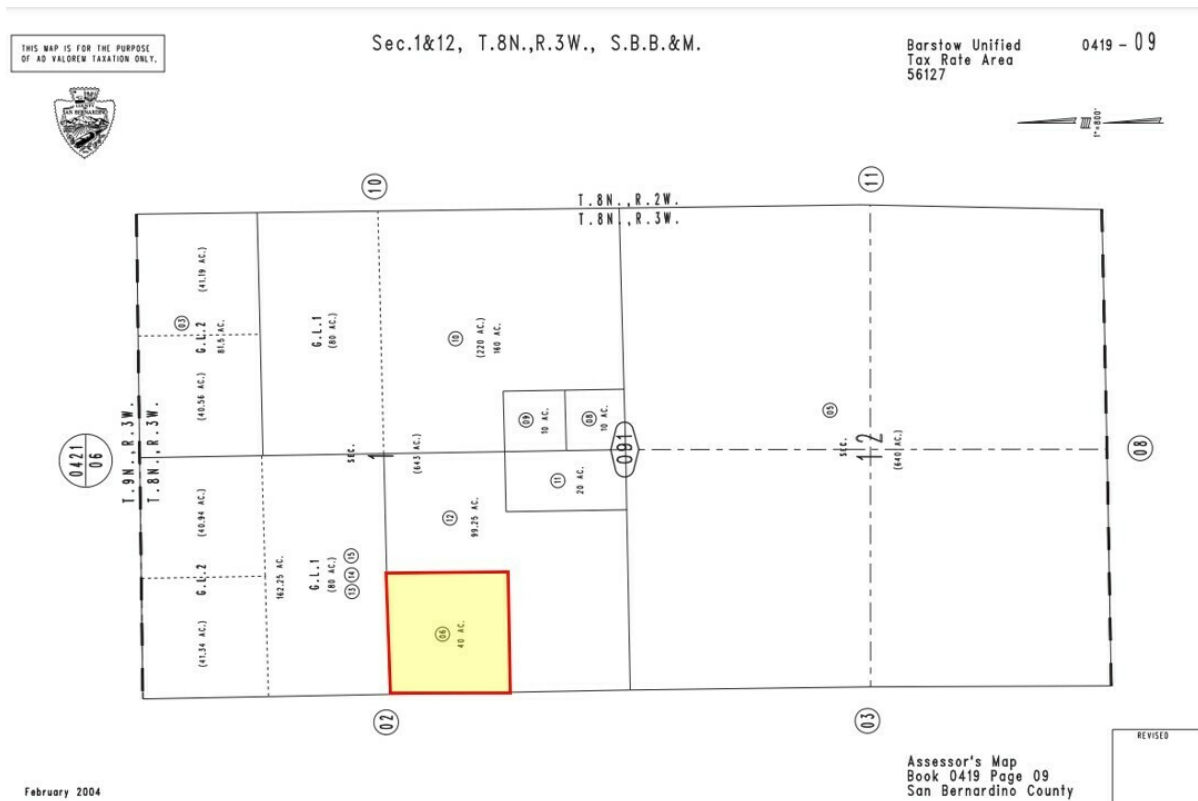 THIS MAP IS FOR THE PURPOSE
OF AD VALOREM TAXATION ONLY.
Sec.1&12, T.8N.,R.3W., S.B.B.&M.
Barstow Unified
Tax Rate Area
56127
0419 - 09
COUNTY
SAN BERNARDINO
1"=800'
10
11
T.8N.,R.2W.
T.8N.,R.3W.
(41.19 AC.)
03
G.L.2
81.5 AC.
(40.56 AC.)
G.L.1
(80 AC.)
10
(220 AC.)
160
09
10 AC.
08
10 AC.
05
0421
06
T.9N.,R.3W.
T.8N.,R.3W.
SEC.
1
(643 AC.)
091
SEC.
12
(640 AC.)
08
11
20 AC.
12
99.25 AC.
(40.94 AC.)
G.L.2
(41.34 AC.)
162.25 AC.
G.L.1
(80 AC.)
13 14 15
06
40 AC.
02
03
REVISED
Assessor's Map
Book 0419 Page 09
San Bernardino County
February 2004